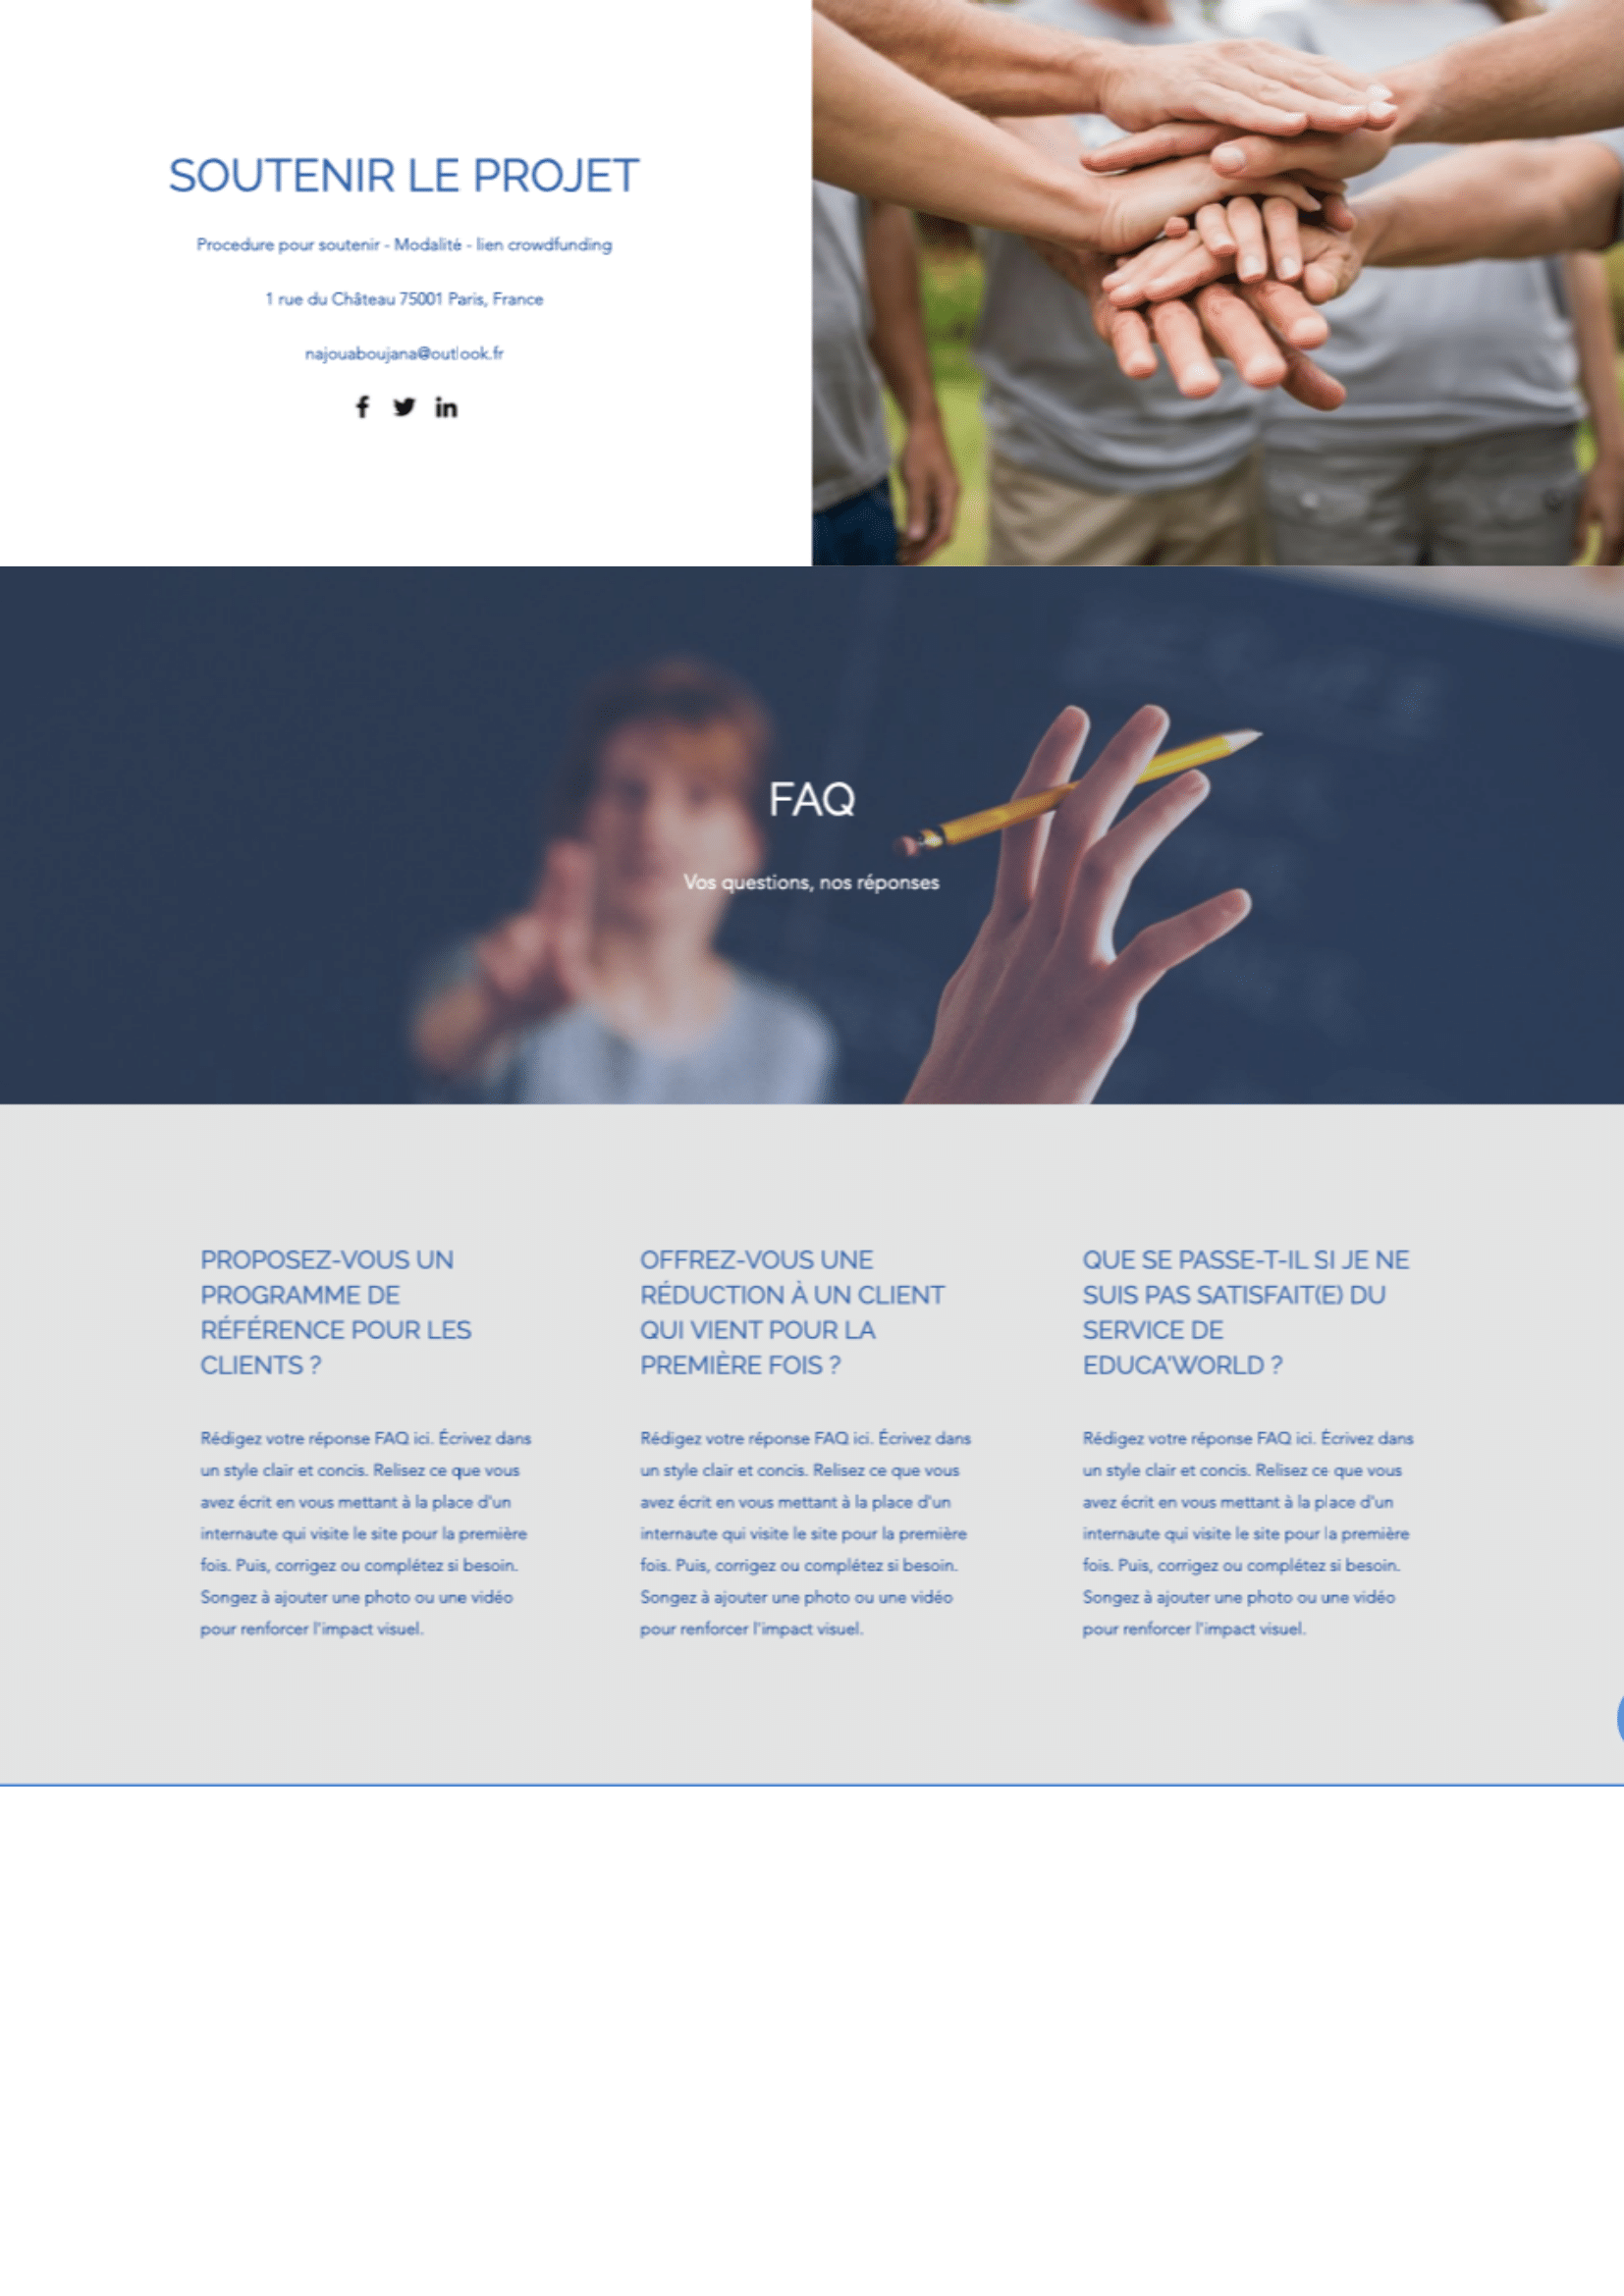 SOUTENIR LE PROJET
Procedure pour soutenir - Modalité - lien crowdfunding
1 rue du Château 75001 Paris, France
najouaboujana@outlook.fr
FAQ
Vos questions, nos réponses
PROPOSEZ-VOUS UN
PROGRAMME DE
RÉFÉRENCE POUR LES
CLIENTS ?
Rédigez votre réponse FAQ ici. Écrivez dans
un style clair et concis. Relisez ce que vous
avez écrit en vous mettant à la place d'un
internaute qui visite le site pour la première
fois. Puis, corrigez ou complétez si besoin.
Songez à ajouter une photo ou une vidéo
pour renforcer l'impact visuel.
OFFREZ-VOUS UNE
RÉDUCTION À UN CLIENT
QUI VIENT POUR LA
PREMIÈRE FOIS ?
Rédigez votre réponse FAQ ici. Écrivez dans
un style clair et concis. Relisez ce que vous
avez écrit en vous mettant à la place d'un
internaute qui visite le site pour la première
fois. Puis, corrigez ou complétez si besoin.
Songez à ajouter une photo ou une vidéo
pour renforcer l'impact visuel.
QUE SE PASSE-T-IL SI JE NE
SUIS PAS SATISFAIT(E) DU
SERVICE DE
EDUCA'WORLD ?
Rédigez votre réponse FAQ ici. Écrivez dans
un style clair et concis. Relisez ce que vous
avez écrit en vous mettant à la place d'un
internaute qui visite le site pour la première
fois. Puis, corrigez ou complétez si besoin.
Songez à ajouter une photo ou une vidéo
pour renforcer l'impact visuel.